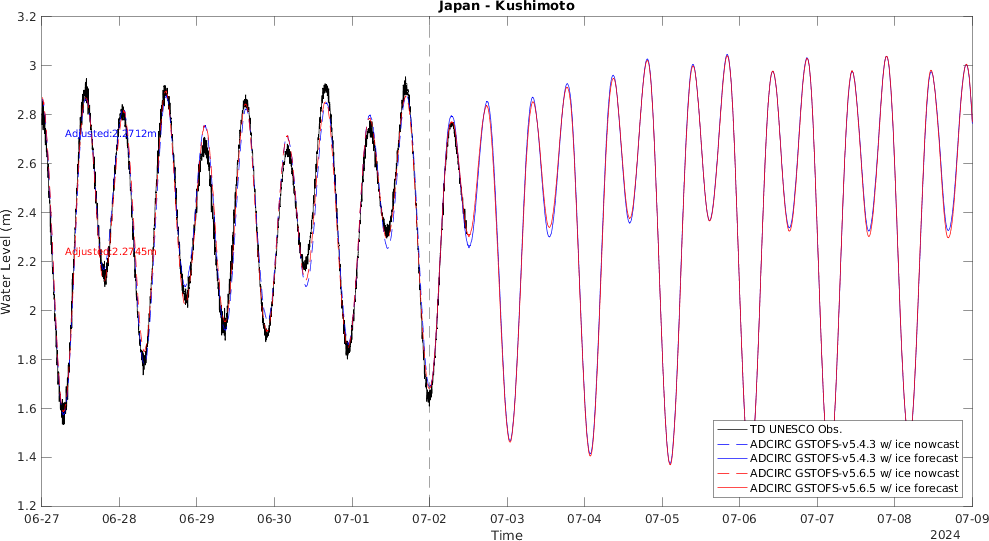 Japan - Kushimoto
3.2
3
2.8
2.6
2.4
2.2
2
1.8
1.6
1.4
1.2
Water Level (m)
Adjusted:2.2712m
Adjusted:2.2745m
TD UNESCO Obs.
ADCIRC GSTOFS-v5.4.3 w/ ice nowcast
ADCIRC GSTOFS-v5.4.3 w/ ice forecast
ADCIRC GSTOFS-v5.6.5 w/ ice nowcast
ADCIRC GSTOFS-v5.6.5 w/ ice forecast
06-27 06-28 06-29 06-30 07-01 07-02 07-03 07-04 07-05 07-06 07-07 07-08 07-09
Time
2024